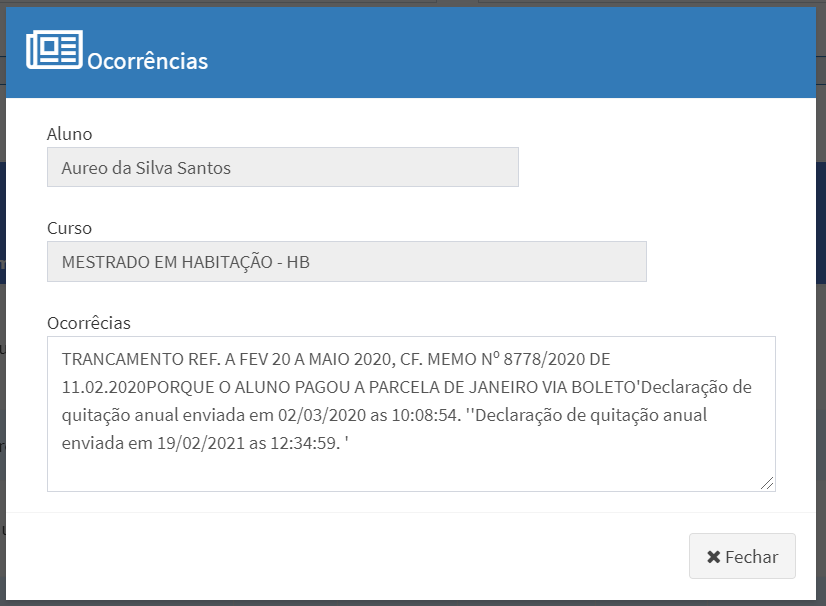 Ocorrências
Aluno
Aureo da Silva Santos
Curso
MESTRADO EM HABITAÇÃO - HB
Ocorrêcias
TRANCAMENTO REF. A FEV 20 A MAIO 2020, CF. MEMO Nº 8778/2020 DE
11.02.2020PORQUE O ALUNO PAGOU A PARCELA DE JANEIRO VIA BOLETO'Declaração de
quitação anual enviada em 02/03/2020 as 10:08:54. ''Declaração de quitação anual
enviada em 19/02/2021 as 12:34:59. '
Fechar